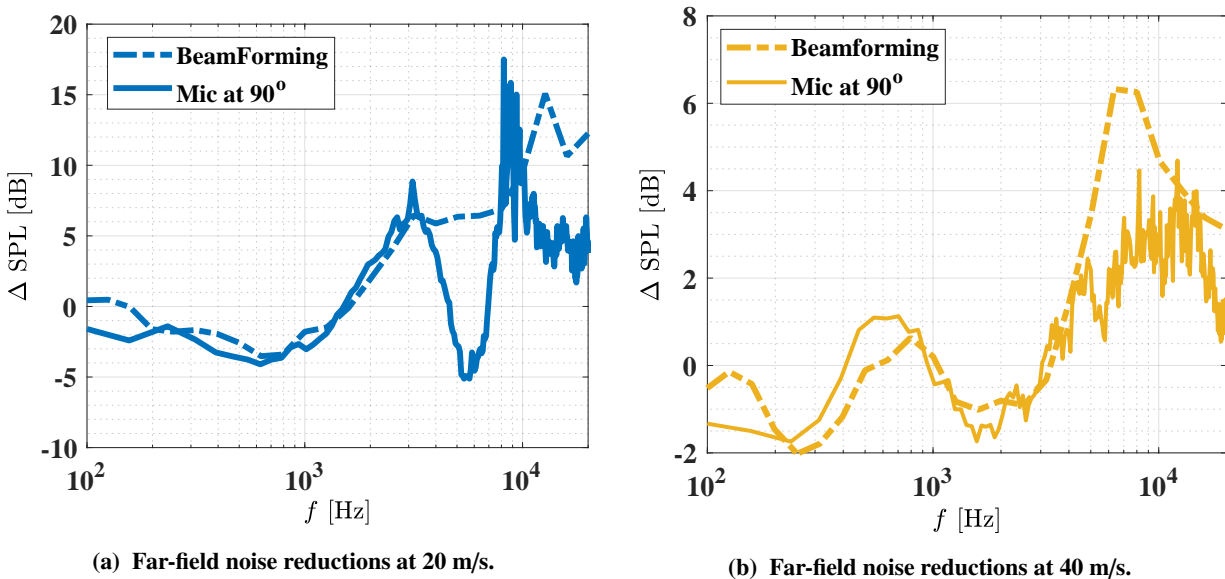 20
15
10
5
0
-5
-10
Δ SPL [dB]
BeamForming
Mic at 90°
10²
10³
10⁴
f [Hz]
(a) Far-field noise reductions at 20 m/s.
8
6
4
2
0
-2
Δ SPL [dB]
Beamforming
Mic at 90°
10²
10³
10⁴
f [Hz]
(b) Far-field noise reductions at 40 m/s.